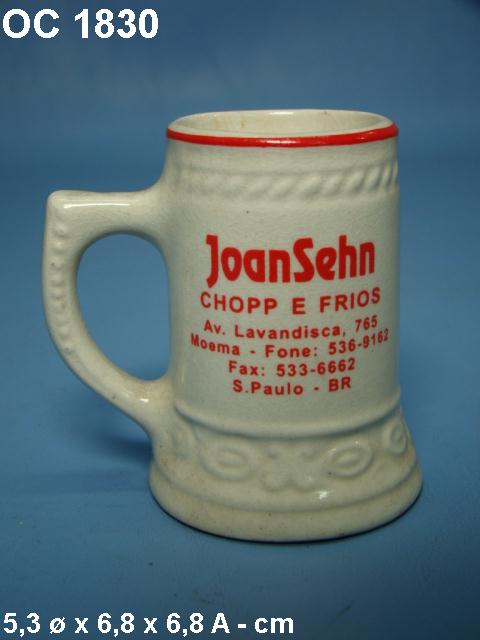 OC 1830
JoanSehn
CHOPP E FRIOS
Av. Lavandisca, 765
Moema - Fone: 536-9162
Fax: 533-6662
S.Paulo - BR
5,3 ø x 6,8 x 6,8 A - cm